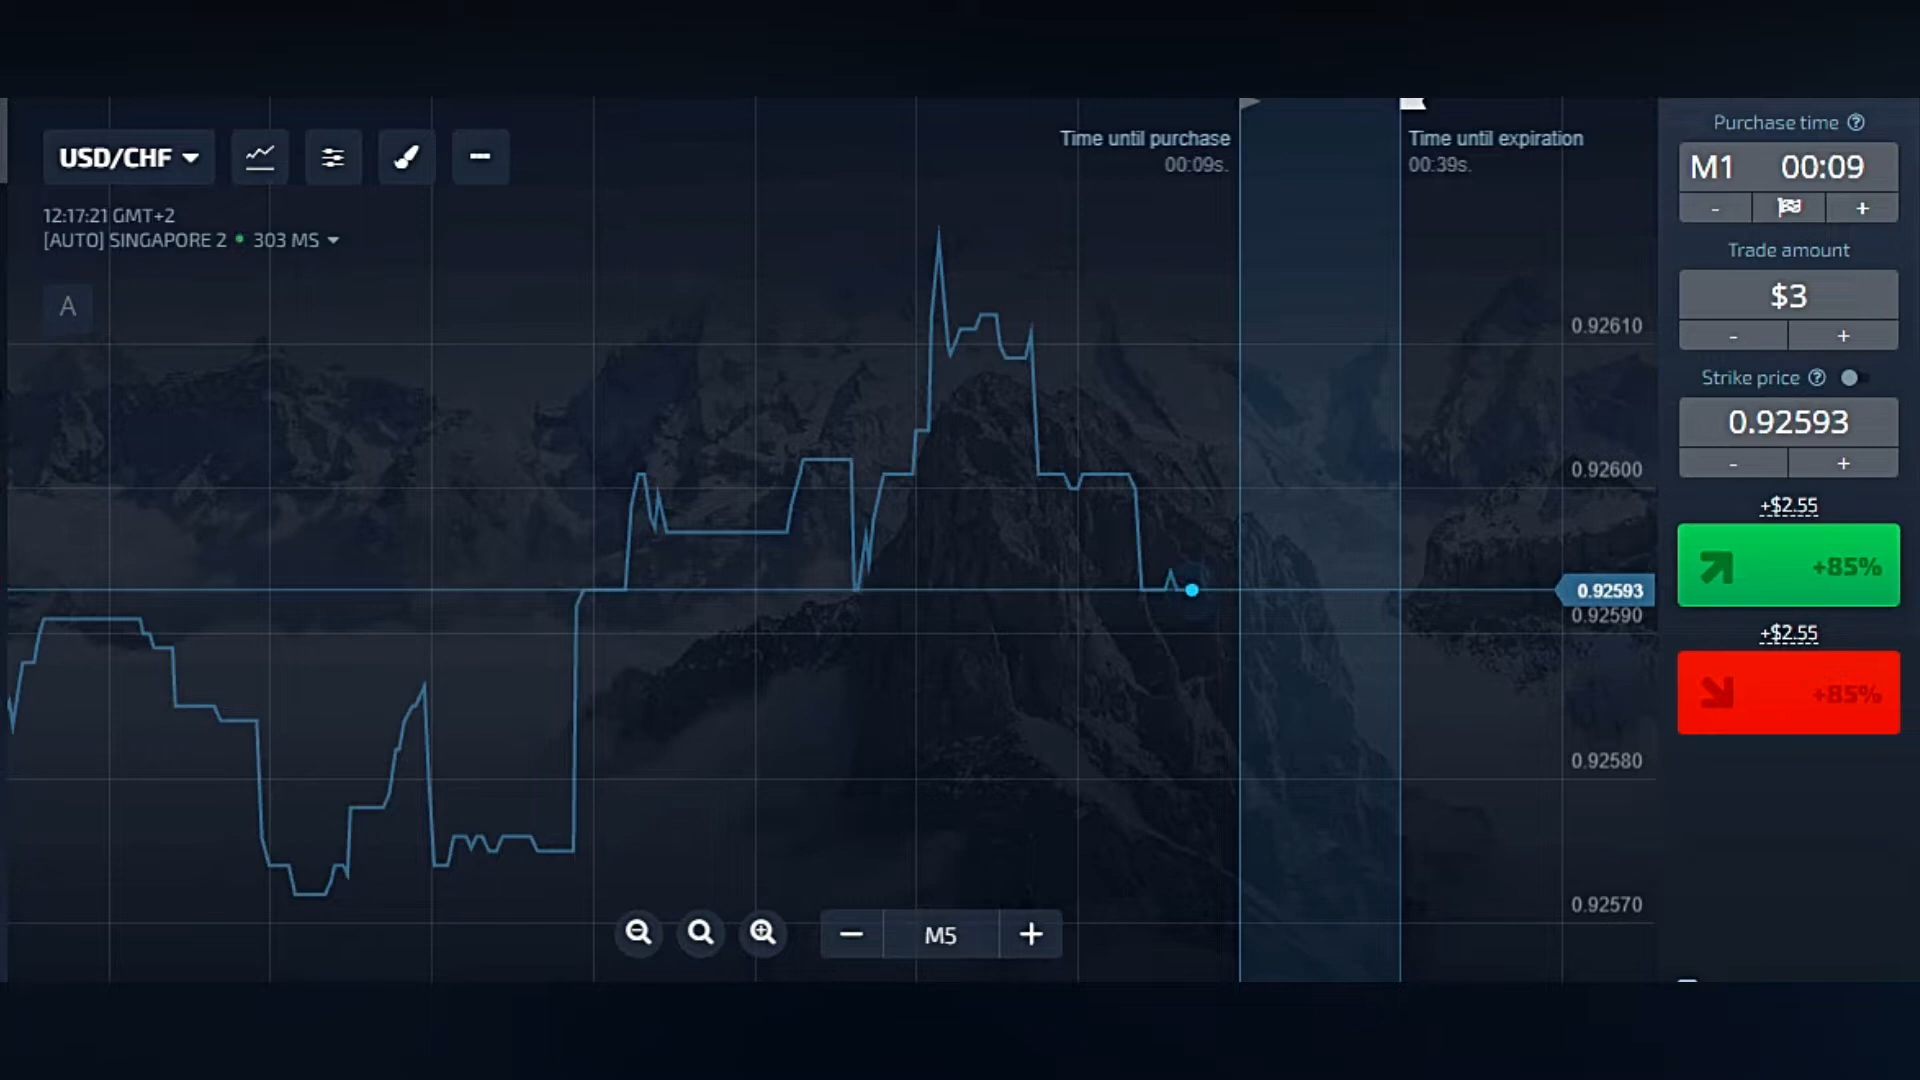 USD/CHF
12:17:21 GMT+2
[AUTO] SINGAPORE 2 • 303 MS
A
Time until purchase
00:09s.
Time until expiration
00:39s.
0.92610
0.92600
0.92593
0.92590
0.92580
0.92570
- M5 +
Purchase time ?
M1 00:09
- +
Trade amount
$3
- +
Strike price ?
0.92593
- +
+$2.55
+85%
+$2.55
+85%